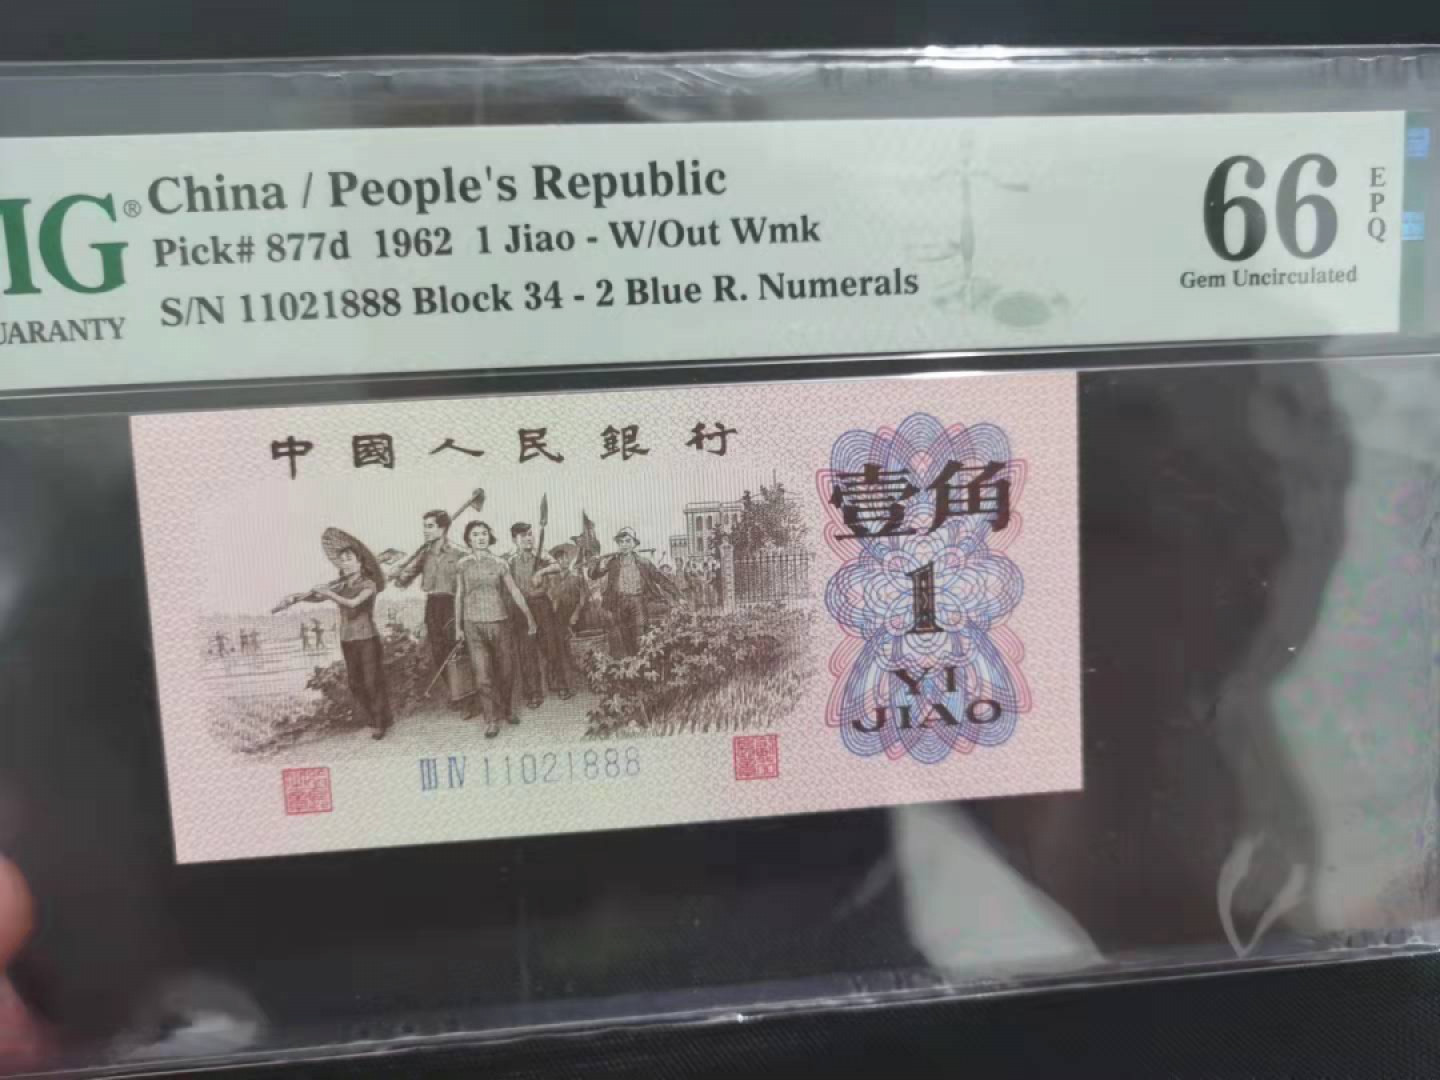 MG® China / People's Republic
Pick# 877d 1962 1 Jiao - W/Out Wmk
S/N 11021888 Block 34 - 2 Blue R. Numerals
UARANTY
66
EPQ
Gem Uncirculated
中國人民銀行
壹角
1
YI
JIAO
III IV 11021888